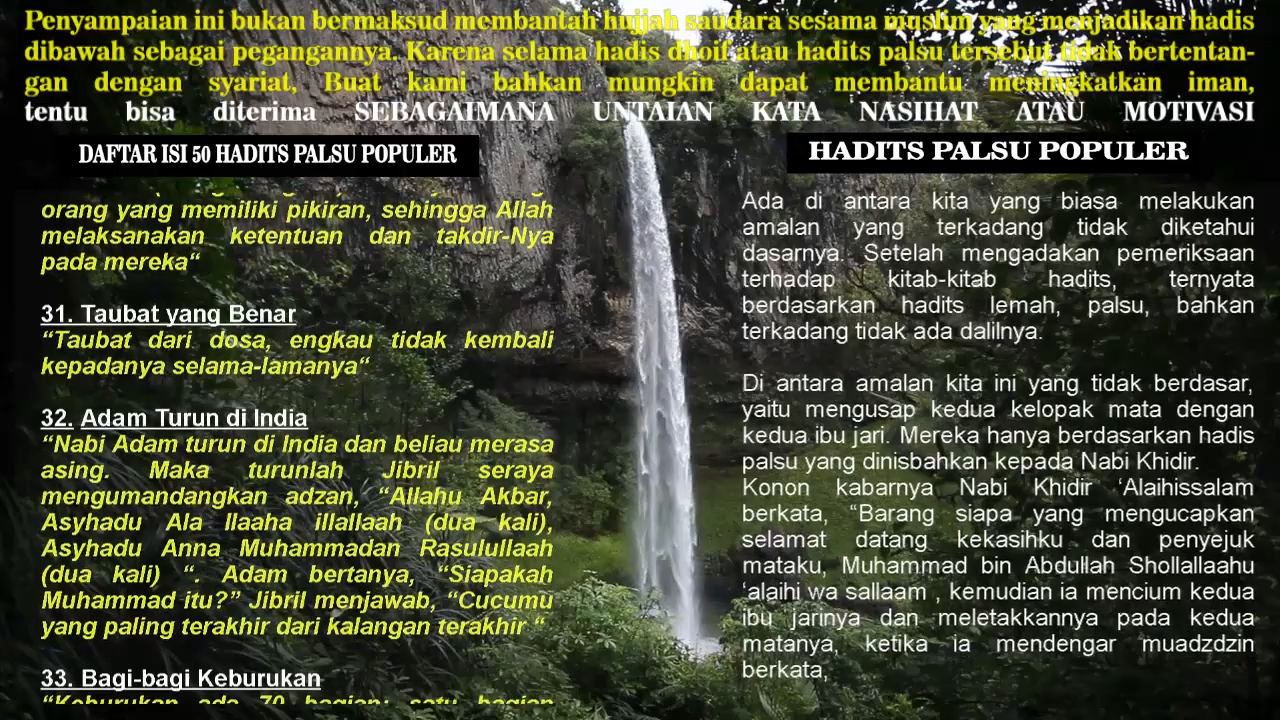 Penyampaian ini bukan bermaksud membantah hujjah saudara sesama muslim yang menjadikan hadis
dibawah sebagai pegangannya. Karena selama hadis dhoif atau hadits palsu tersebut tidak bertentan-
gan dengan syariat, Buat kami bahkan mungkin dapat membantu meningkatkan iman,
tentu bisa diterima SEBAGAIMANA UNTAIAN KATA NASIHAT ATAU MOTIVASI
DAFTAR ISI 50 HADITS PALSU POPULER
orang yang memiliki pikiran, sehingga Allah
melaksanakan ketentuan dan takdir-Nya
pada mereka“
31. Taubat yang Benar
“Taubat dari dosa, engkau tidak kembali
kepadanya selama-lamanya“
32. Adam Turun di India
“Nabi Adam turun di India dan beliau merasa
asing. Maka turunlah Jibril seraya
mengumandangkan adzan, “Allahu Akbar,
Asyhadu Ala Ilaaha illallaah (dua kali),
Asyhadu Anna Muhammadan Rasulullaah
(dua kali) “. Adam bertanya, “Siapakah
Muhammad itu?” Jibril menjawab, “Cucumu
yang paling terakhir dari kalangan terakhir “
33. Bagi-bagi Keburukan
“Keburukan ada 70 bagian: satu bagian
HADITS PALSU POPULER
Ada di antara kita yang biasa melakukan
amalan yang terkadang tidak diketahui
dasarnya. Setelah mengadakan pemeriksaan
terhadap kitab-kitab hadits, ternyata
berdasarkan hadits lemah, palsu, bahkan
terkadang tidak ada dalilnya.
Di antara amalan kita ini yang tidak berdasar,
yaitu mengusap kedua kelopak mata dengan
kedua ibu jari. Mereka hanya berdasarkan hadis
palsu yang dinisbahkan kepada Nabi Khidir.
Konon kabarnya Nabi Khidir ‘Alaihissalam
berkata, “Barang siapa yang mengucapkan
selamat datang kekasihku dan penyejuk
mataku, Muhammad bin Abdullah Shollallaahu
‘alaihi wa sallaam , kemudian ia mencium kedua
ibu jarinya dan meletakkannya pada kedua
matanya, ketika ia mendengar muadzdzin
berkata,